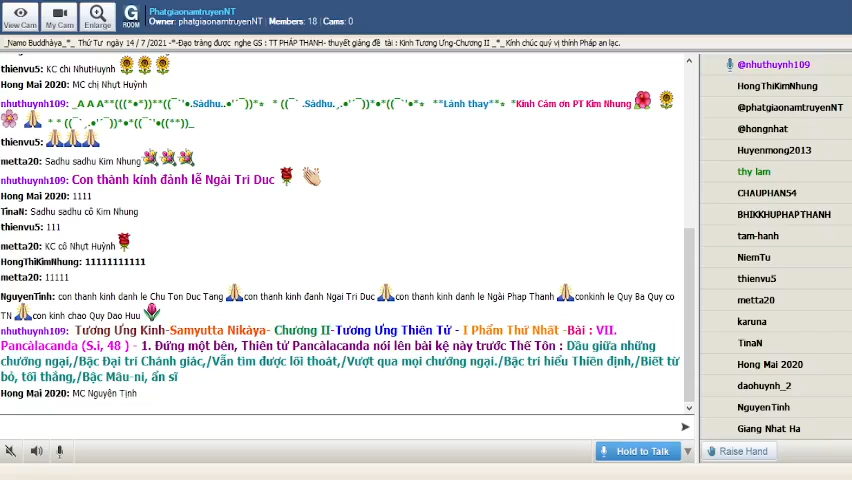 View Cam
My Cam
Enlarge
G
ROOM
PhatgiaonamtruyenNT
Owner: phatgiaonamtruyenNT | Members: 18 | Cams: 0
_Namo Buddhàya_*_ Thứ Tư ngày 14 / 7 /2021 -*-Đạo tràng được nghe GS : TT PHÁP THANH- thuyết giảng đề tài : Kinh Tương Ưng-Chương II _*_Kính chúc quý vị thính Pháp an lạc.
thienvu5: KC chi NhutHuynh
Hong Mai 2020: MC chị Nhựt Huỳnh
nhuthuynh109: _A A A**(((*•*))**((¯`'•.Sàdhu..•'´¯))*∗ * ((¯` .Sàdhu. ,.•'´¯))*•*((¯`'•∗ **Lành thay** *Kính Cám ơn PT Kim Nhung
* * ((¯` ,.•'´¯))*•*((¯`'•((**))_
thienvu5:
metta20: Sadhu sadhu Kim Nhung
nhuthuynh109: Con thành kính đảnh lễ Ngài Tri Duc
Hong Mai 2020: 1111
TinaN: Sadhu sadhu cô Kim Nhung
thienvu5: 111
metta20: KC cô Nhựt Huỳnh
HongThiKimNhung: 11111111111
metta20: 11111
NguyenTinh: con thanh kinh danh le Chu Ton Duc Tang con thanh kinh đanh Ngai Tri Duc con thanh kinh danh le Ngài Phap Thanh conkinh le Quy Ba Quy co
TN con kinh chao Quy Dao Huu
nhuthuynh109: Tương Ưng Kinh-Samyutta Nikàya- Chương II-Tương Ưng Thiên Tử - I Phẩm Thứ Nhất -Bài : VII.
Pancàlacanda (S.i, 48 ) - 1. Đứng một bên, Thiên tử Pancàlacanda nói lên bài kệ này trước Thế Tôn : Dầu giữa những
chướng ngại,/Bậc Đại trí Chánh giác,/Vẫn tìm được lối thoát,/Vượt qua mọi chướng ngại./Bậc trí hiểu Thiền định,/Biết từ
bỏ, tối thắng,/Bậc Mâu-ni, ẩn sĩ
Hong Mai 2020: MC Nguyên Tịnh
Hold to Talk
@nhuthuynh109
HongThiKimNhung
@phatgiaonamtruyenNT
@hongnhat
Huyenmong2013
thy lam
CHAUPHAN54
BHIKKHUPHAPTHANH
tam-hanh
NiemTu
thienvu5
metta20
karuna
TinaN
Hong Mai 2020
daohuynh_2
NguyenTinh
Giang Nhat Ha
Raise Hand